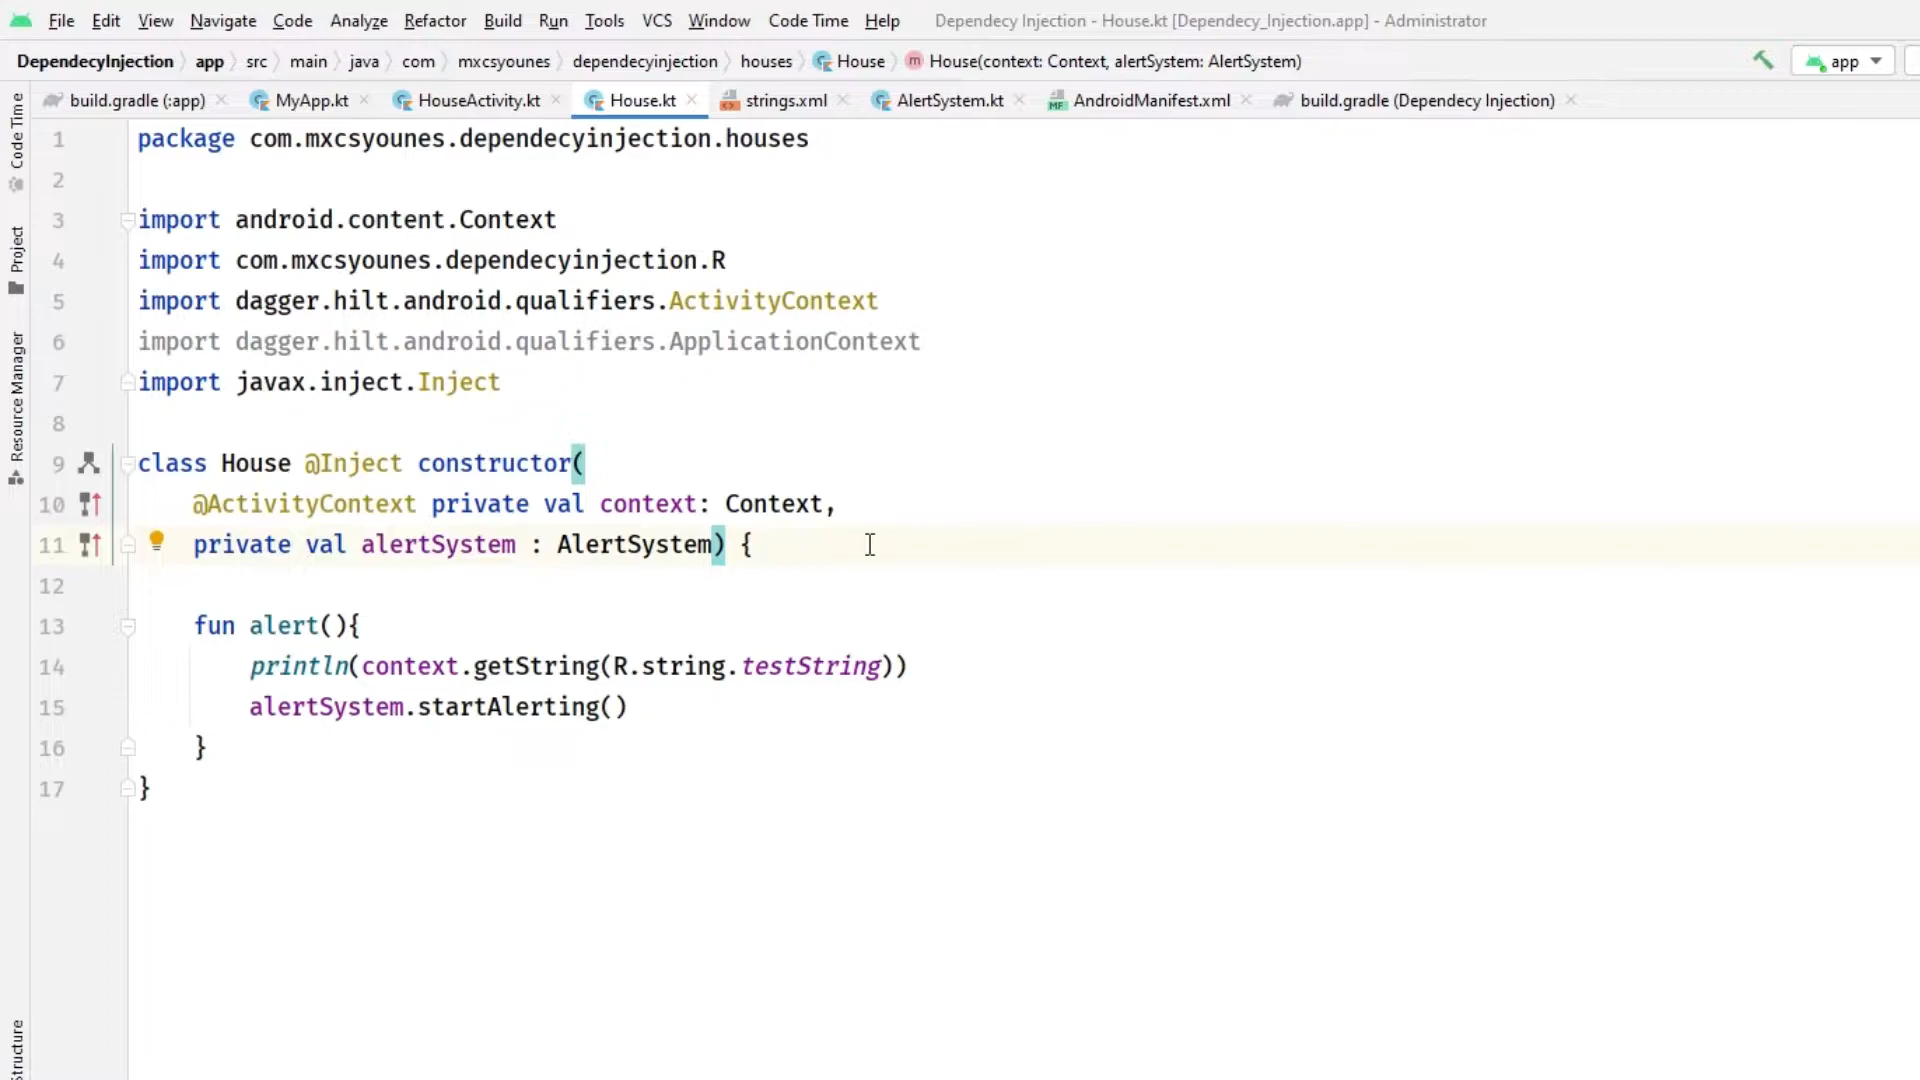 File Edit View Navigate Code Analyze Refactor Build Run Tools VCS Window Code Time Help Dependecy Injection - House.kt [Dependecy_Injection.app] - Administrator
DependecyInjection app src main java com mxcsyounes dependecyinjection houses House m House(context: Context, alertSystem: AlertSystem) app
build.gradle (:app) MyApp.kt HouseActivity.kt House.kt strings.xml AlertSystem.kt MF AndroidManifest.xml build.gradle (Dependecy Injection)
Code Time
Project
Resource Manager
Structure
1 package com.mxcsyounes.dependecyinjection.houses
2
3 import android.content.Context
4 import com.mxcsyounes.dependecyinjection.R
5 import dagger.hilt.android.qualifiers.ActivityContext
6 import dagger.hilt.android.qualifiers.ApplicationContext
7 import javax.inject.Inject
8
9 class House @Inject constructor(
10 @ActivityContext private val context: Context,
11 private val alertSystem : AlertSystem) {
12
13 fun alert(){
14 println(context.getString(R.string.testString))
15 alertSystem.startAlerting()
16 }
17 }